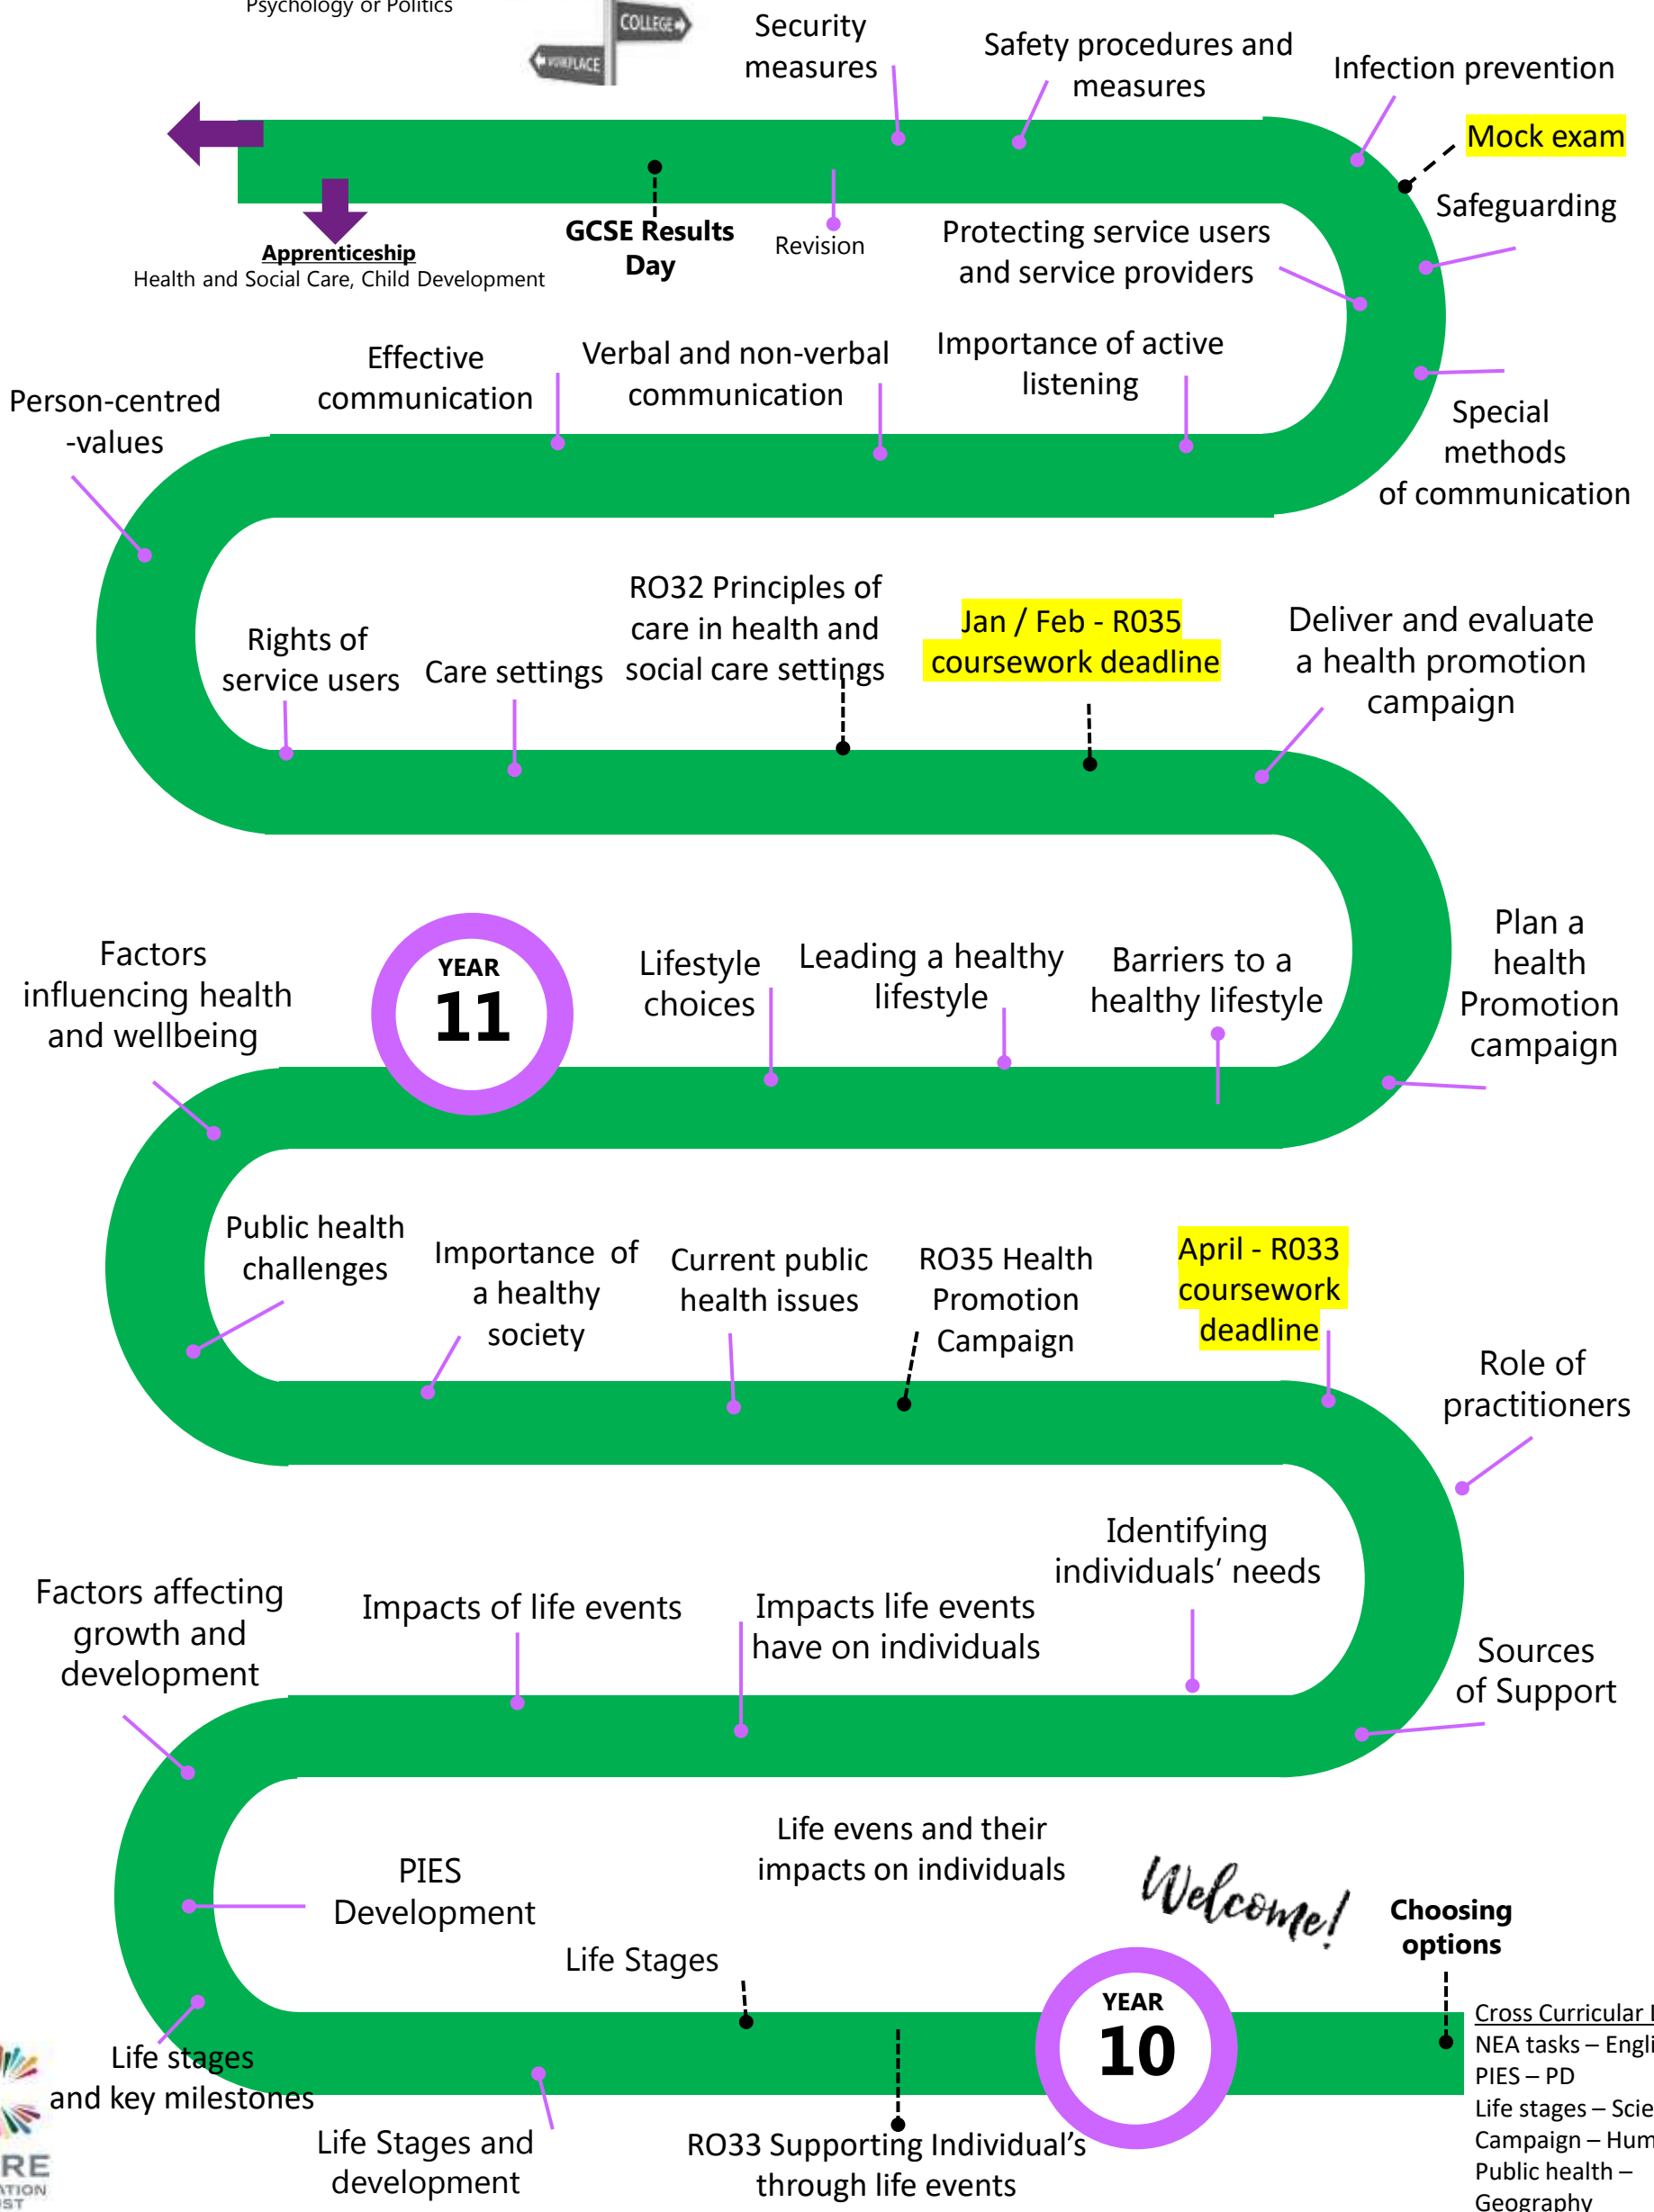 Psychology or Politics
COLLEGE
WORKPLACE
Security
measures
Safety procedures and
measures
Infection prevention
Mock exam
Safeguarding
Apprenticeship
Health and Social Care, Child Development
GCSE Results
Day
Revision
Protecting service users
and service providers
Person-centred
-values
Effective
communication
Verbal and non-verbal
communication
Importance of active
listening
Special
methods
of communication
Rights of
service users
Care settings
RO32 Principles of
care in health and
social care settings
Jan / Feb - R035
coursework deadline
Deliver and evaluate
a health promotion
campaign
Factors
influencing health
and wellbeing
YEAR
11
Lifestyle
choices
Leading a healthy
lifestyle
Barriers to a
healthy lifestyle
Plan a
health
Promotion
campaign
Public health
challenges
Importance of
a healthy
society
Current public
health issues
RO35 Health
Promotion
Campaign
April - R033
coursework
deadline
Role of
practitioners
Factors affecting
growth and
development
Impacts of life events
Impacts life events
have on individuals
Identifying
individuals' needs
Sources
of Support
PIES
Development
Life evens and their
impacts on individuals
Welcome!
Choosing
options
Life Stages
YEAR
10
Life stages
and key milestones
Life Stages and
development
RO33 Supporting Individual's
through life events
Cross Curricular
NEA tasks –
PIES – PD
Life stages –
Campaign –
Public health –
Geography